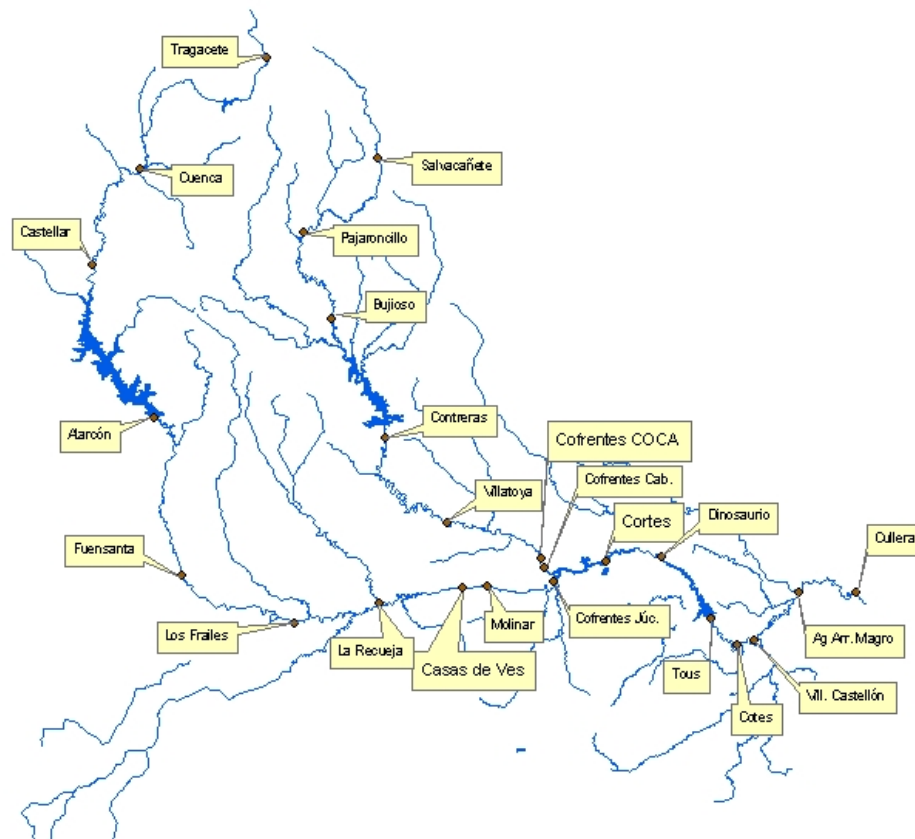 Tragacete
Salvacañete
Cuenca
Castellar
Pajaroncillo
Bujioso
Alarcón
Contreras
Cofrentes COCA
Cofrentes Cab.
Villatoya
Cortes
Dinosaurio
Cullera
Fuensanta
Los Frailes
La Recueja
Casas de Ves
Molinar
Cofrentes Júc.
Tous
Cotes
Vill. Castellón
Ag Arr. Magro